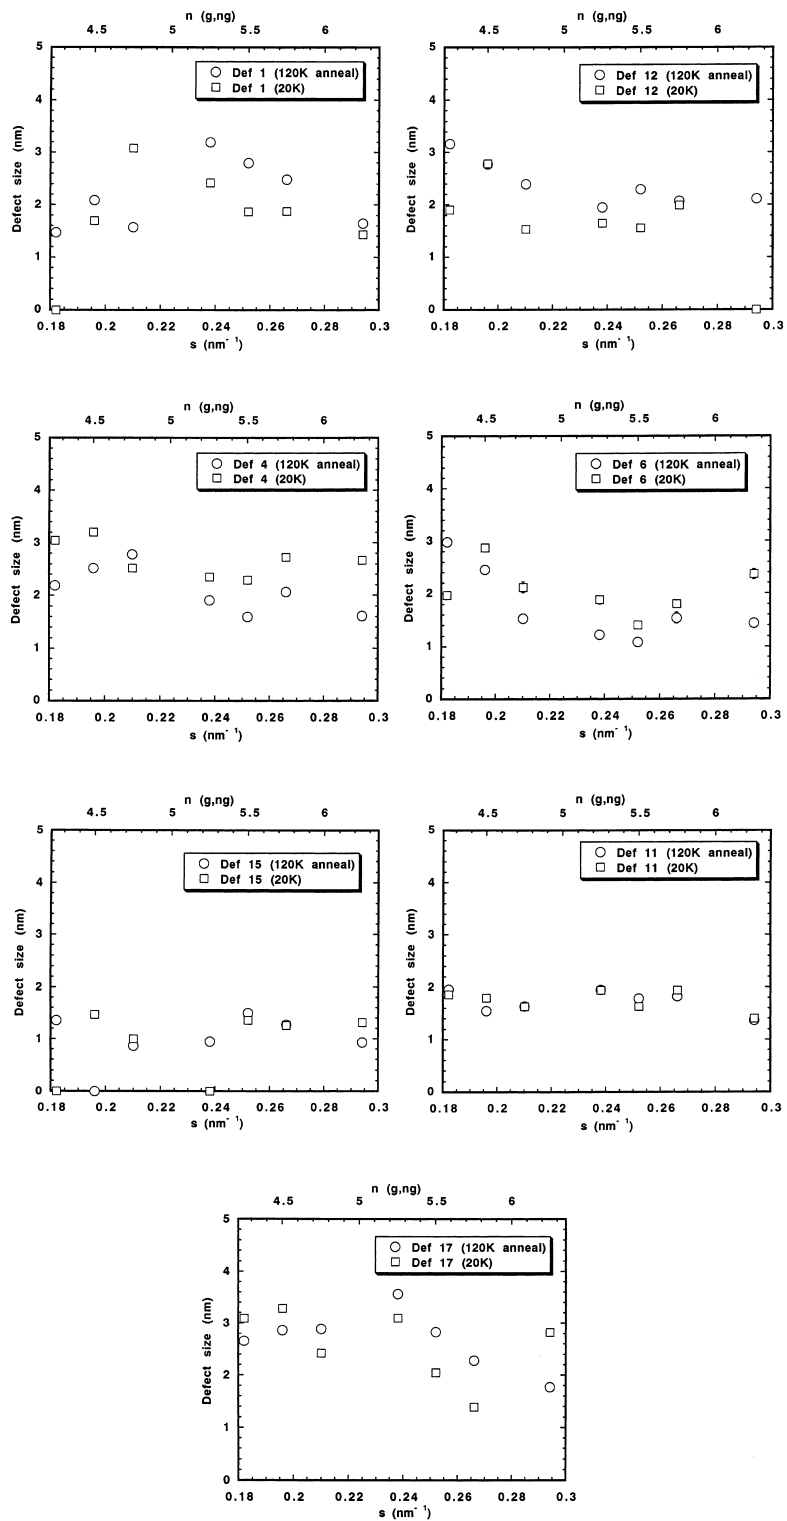 n (g,ng)
4.5 5 5.5 6
5
4
3
2
1
0
Defect size (nm)
Def 1 (120K anneal)
Def 1 (20K)
0.18 0.2 0.22 0.24 0.26 0.28 0.3
s (nm⁻¹)
n (g,ng)
4.5 5 5.5 6
5
4
3
2
1
0
Defect size (nm)
Def 12 (120K anneal)
Def 12 (20K)
0.18 0.2 0.22 0.24 0.26 0.28 0.3
s (nm⁻¹)
n (g,ng)
4.5 5 5.5 6
5
4
3
2
1
0
Defect size (nm)
Def 4 (120K anneal)
Def 4 (20K)
0.18 0.2 0.22 0.24 0.26 0.28 0.3
s (nm⁻¹)
n (g,ng)
4.5 5 5.5 6
5
4
3
2
1
0
Defect size (nm)
Def 6 (120K anneal)
Def 6 (20K)
0.18 0.2 0.22 0.24 0.26 0.28 0.3
s (nm⁻¹)
n (g,ng)
4.5 5 5.5 6
5
4
3
2
1
0
Defect size (nm)
Def 15 (120K anneal)
Def 15 (20K)
0.18 0.2 0.22 0.24 0.26 0.28 0.3
s (nm⁻¹)
n (g,ng)
4.5 5 5.5 6
5
4
3
2
1
0
Defect size (nm)
Def 11 (120K anneal)
Def 11 (20K)
0.18 0.2 0.22 0.24 0.26 0.28 0.3
s (nm⁻¹)
n (g,ng)
4.5 5 5.5 6
5
4
3
2
1
0
Defect size (nm)
Def 17 (120K anneal)
Def 17 (20K)
0.18 0.2 0.22 0.24 0.26 0.28 0.3
s (nm⁻¹)